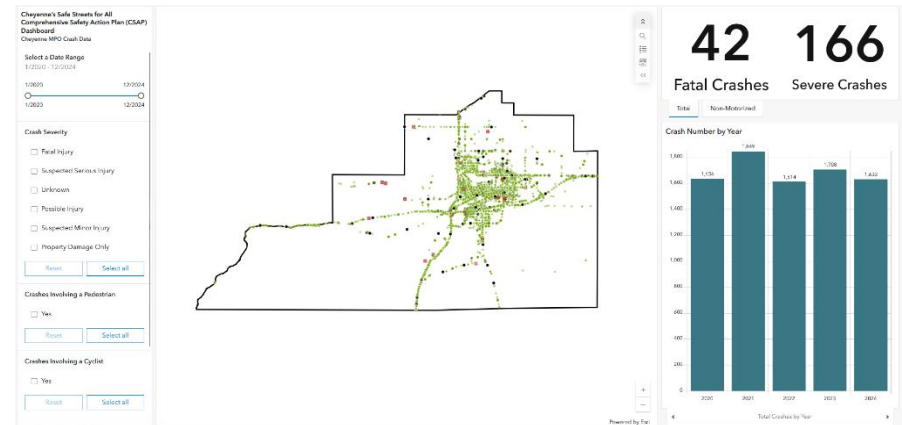 Cheyenne's Safe Streets for All
Comprehensive Safety Action Plan (CSAP)
Dashboard
Cheyenne MPO Crash Data
Select a Date Range
1/2020 - 12/2024
1/2020 12/2024
1/2020 12/2024
Crash Severity
Fatal Injury
Suspected Serious Injury
Unknown
Possible Injury
Suspected Minor Injury
Property Damage Only
Reset Select all
Crashes Involving a Pedestrian
Yes
Reset Select all
Crashes Involving a Cyclist
Yes
Reset Select all
Powered by Esri
42 166
Fatal Crashes Severe Crashes
Total Non-Motorized
Crash Number by Year
1,800
1,600
1,400
1,200
1,000
800
600
400
200
0
1,614
2020 2021 2022 2023 2024
Total Crashes by Year